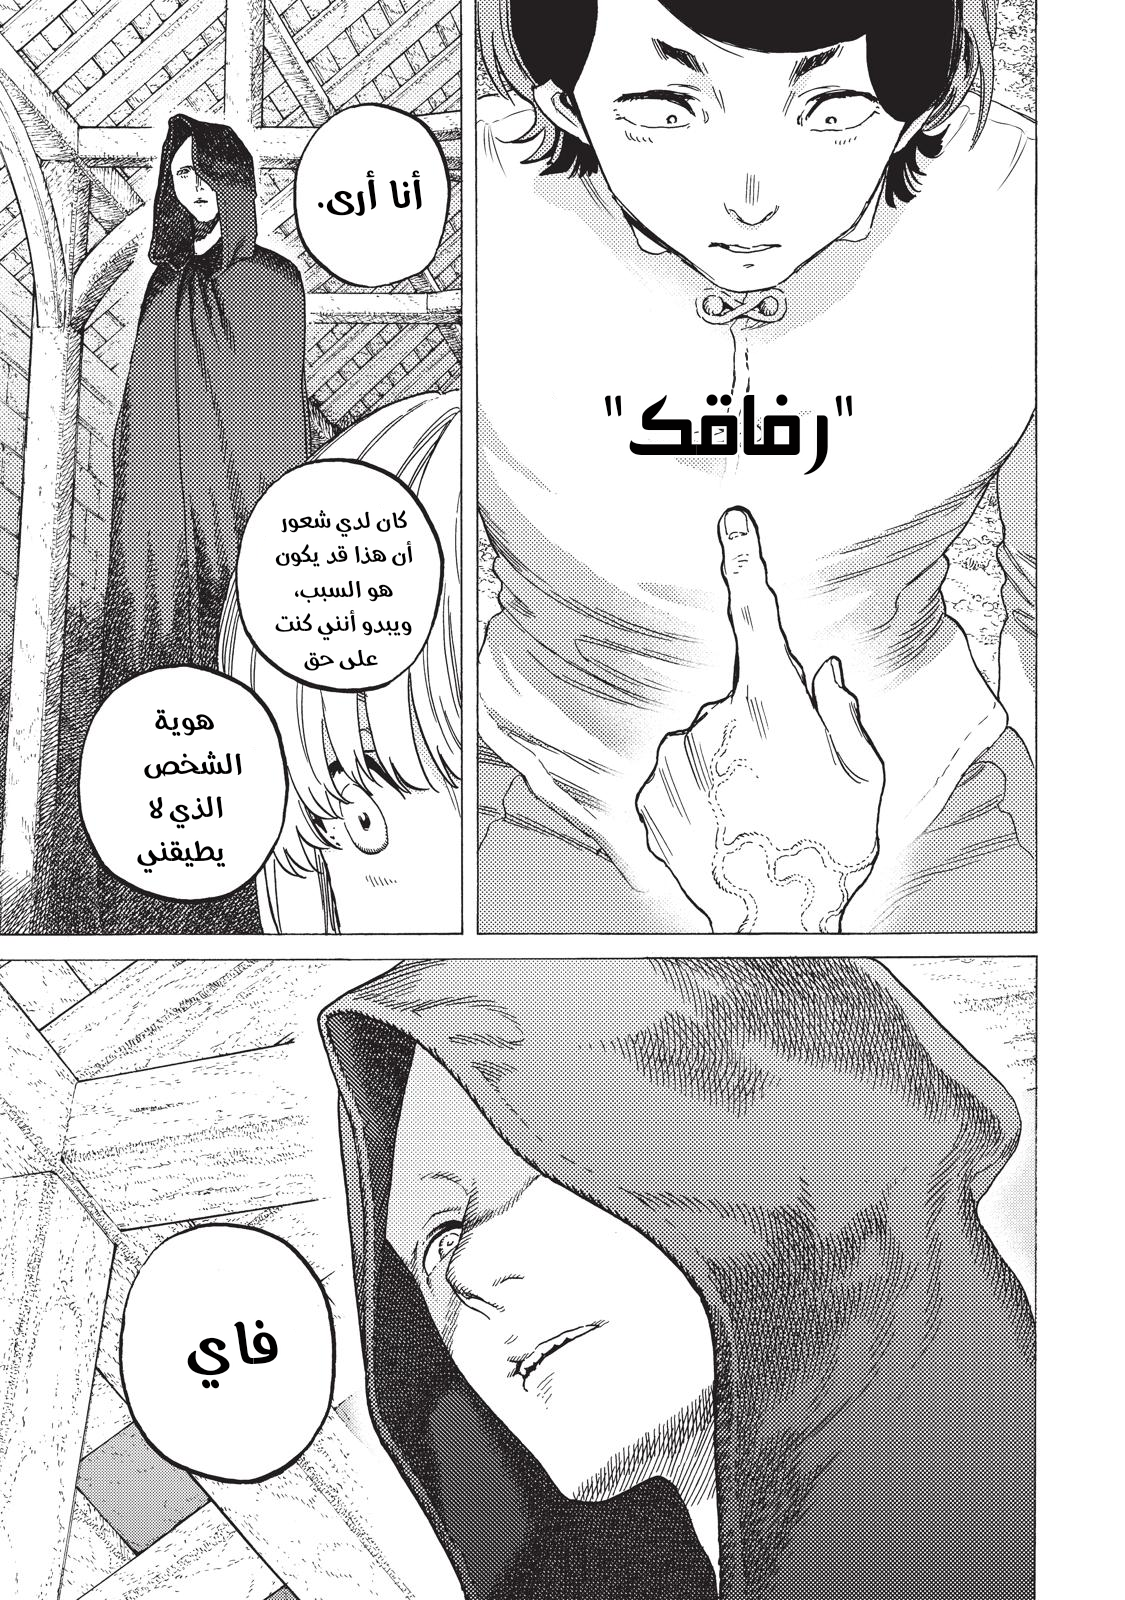 "رفاقك"
أنا أرى.
كان لدي شعور
أن هذا قد يكون
هو السبب،
ويبدو أنني كنت
على حق
هوية
الشخص
الذي لا
يطيقني
فاي